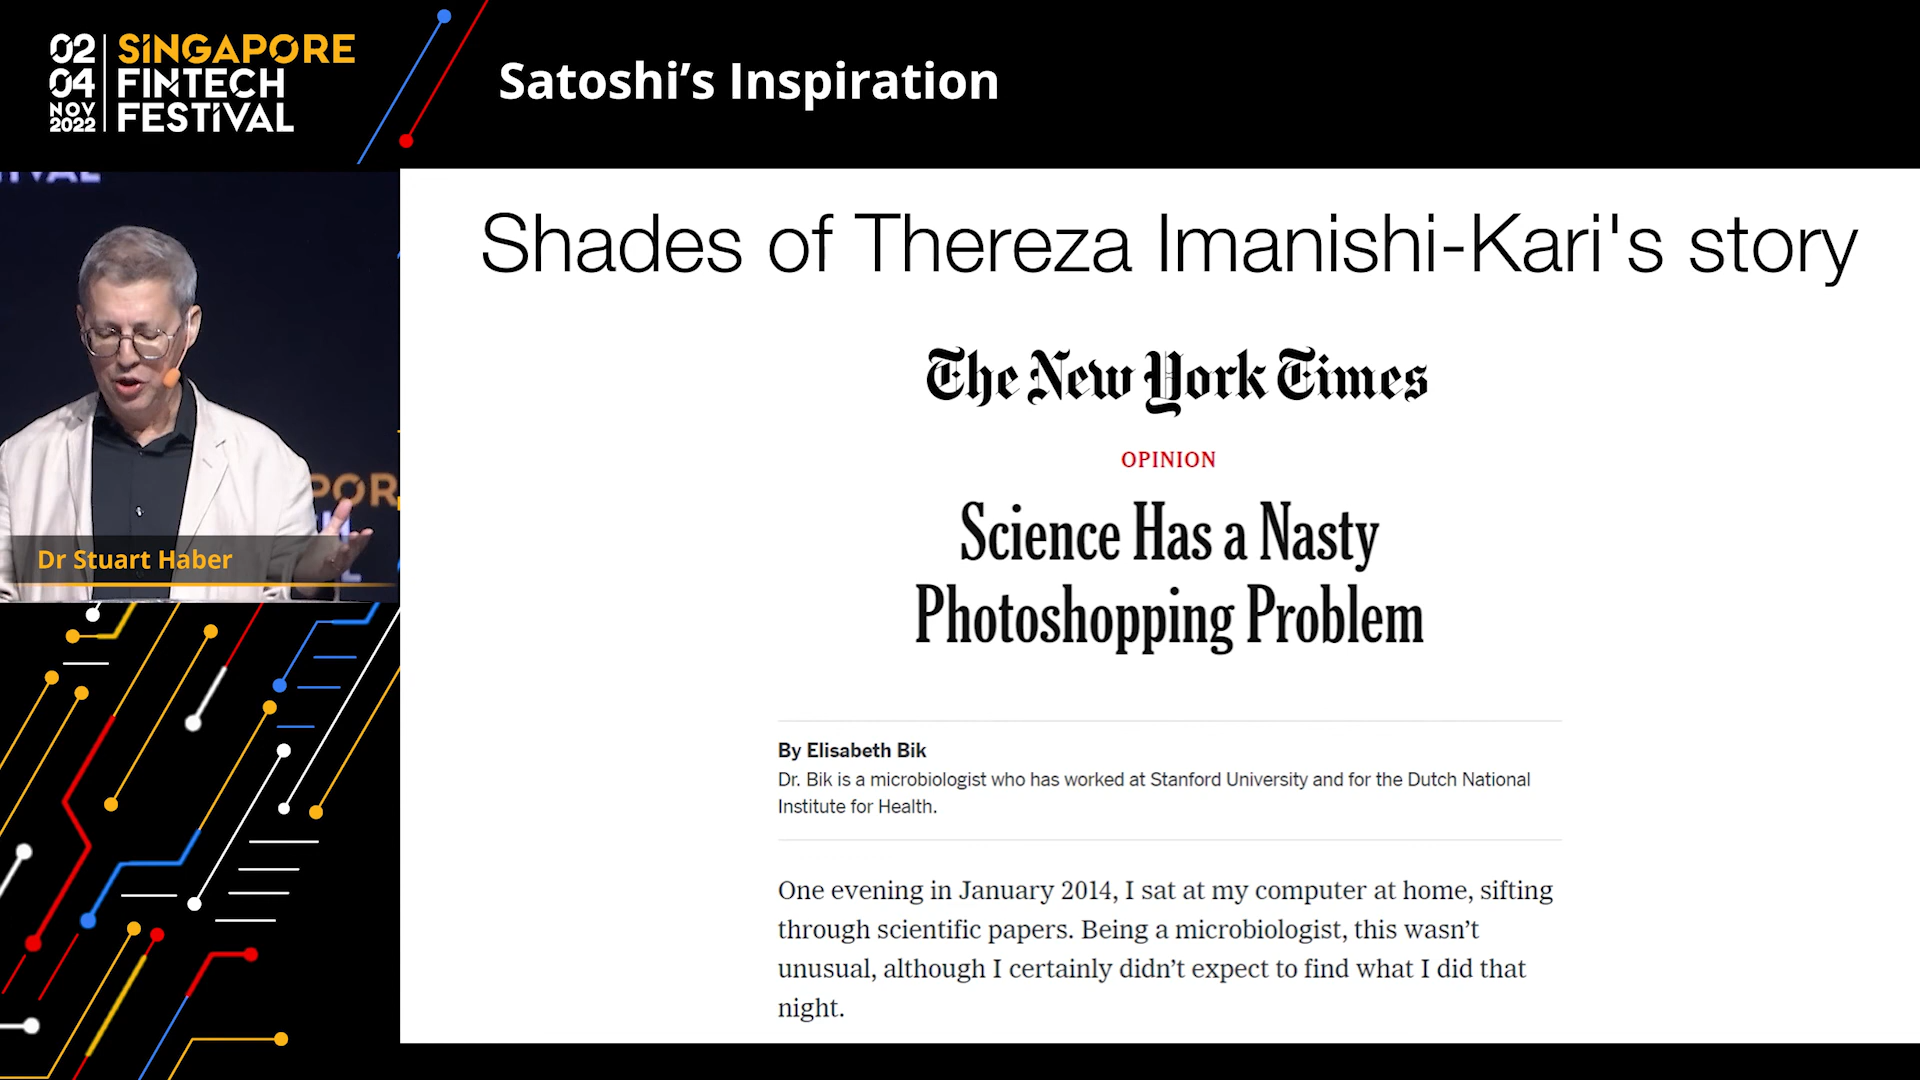 02
04
NOV
2022
SINGAPORE
FINTECH
FESTIVAL
Satoshi’s Inspiration
Shades of Thereza Imanishi-Kari's story
The New York Times
OPINION
Science Has a Nasty
Photoshopping Problem
By Elisabeth Bik
Dr. Bik is a microbiologist who has worked at Stanford University and for the Dutch National
Institute for Health.
One evening in January 2014, I sat at my computer at home, sifting
through scientific papers. Being a microbiologist, this wasn’t
unusual, although I certainly didn’t expect to find what I did that
night.
Dr Stuart Haber